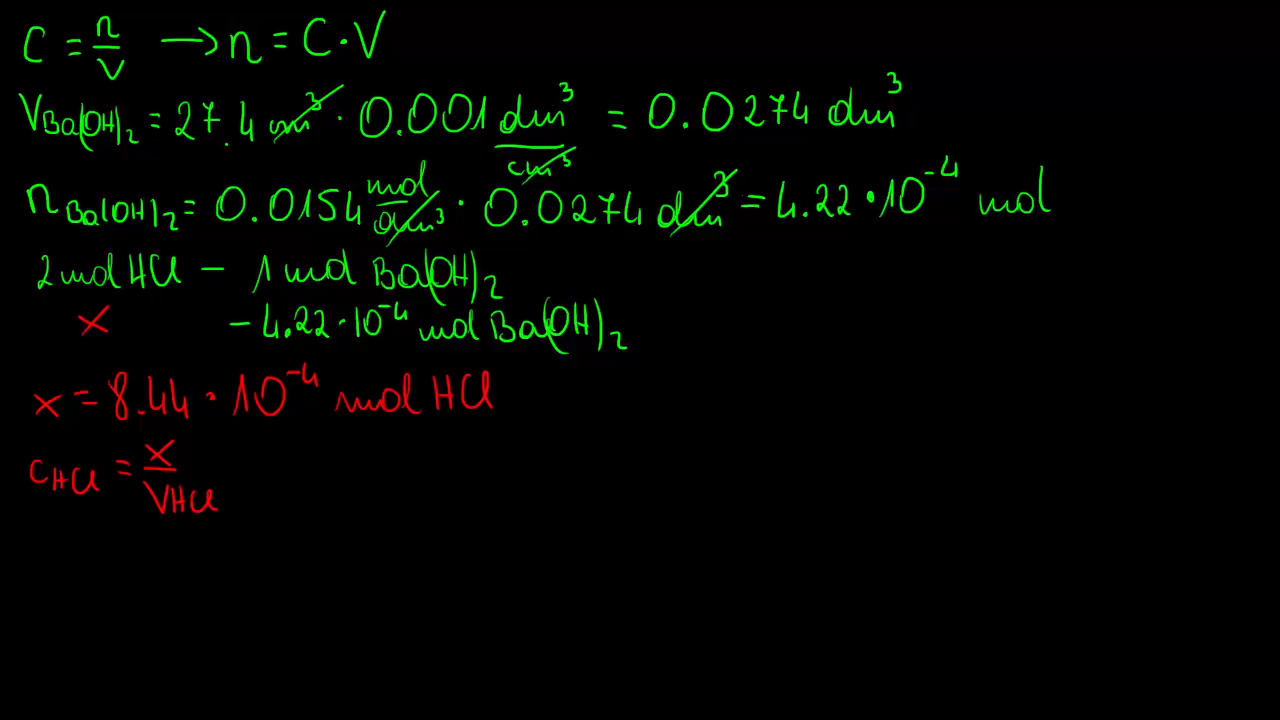 C = n/V → n = C · V
V Ba(OH)₂ = 27.4 cm³ · 0.001 dm³/cm³ = 0.0274 dm³
n Ba(OH)₂ = 0.0154 mol/dm³ · 0.0274 dm³ = 4.22 · 10⁻⁴ mol
2 mol HCl – 1 mol Ba(OH)₂
x – 4.22 · 10⁻⁴ mol Ba(OH)₂
x = 8.44 · 10⁻⁴ mol HCl
C HCl = x/V HCl